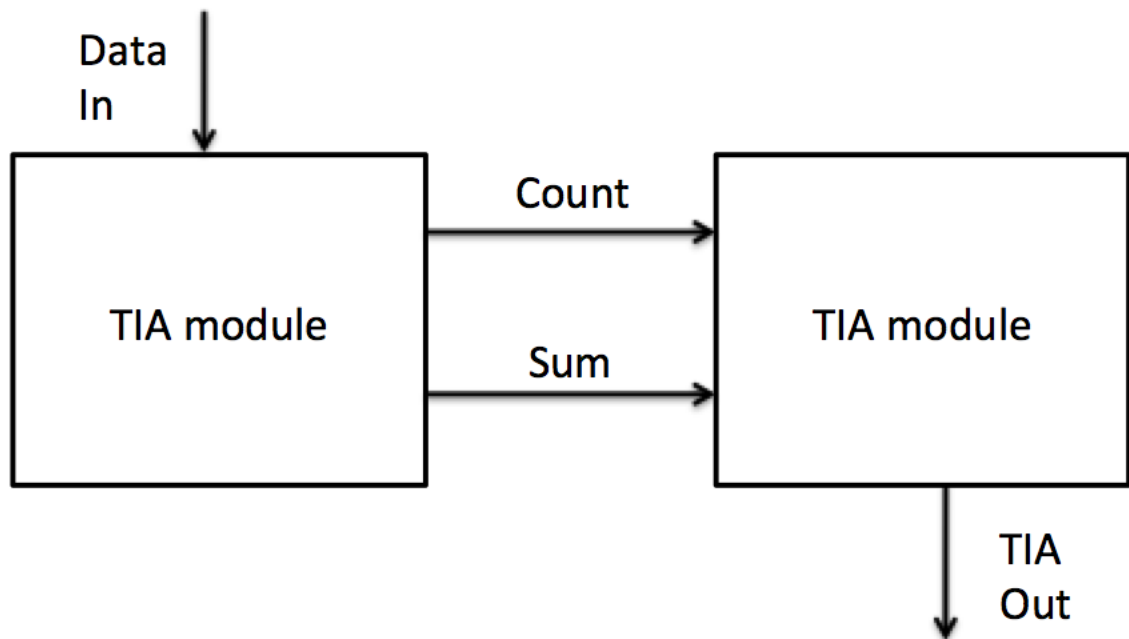 Data
In
Count
TIA module
TIA module
Sum
TIA
Out